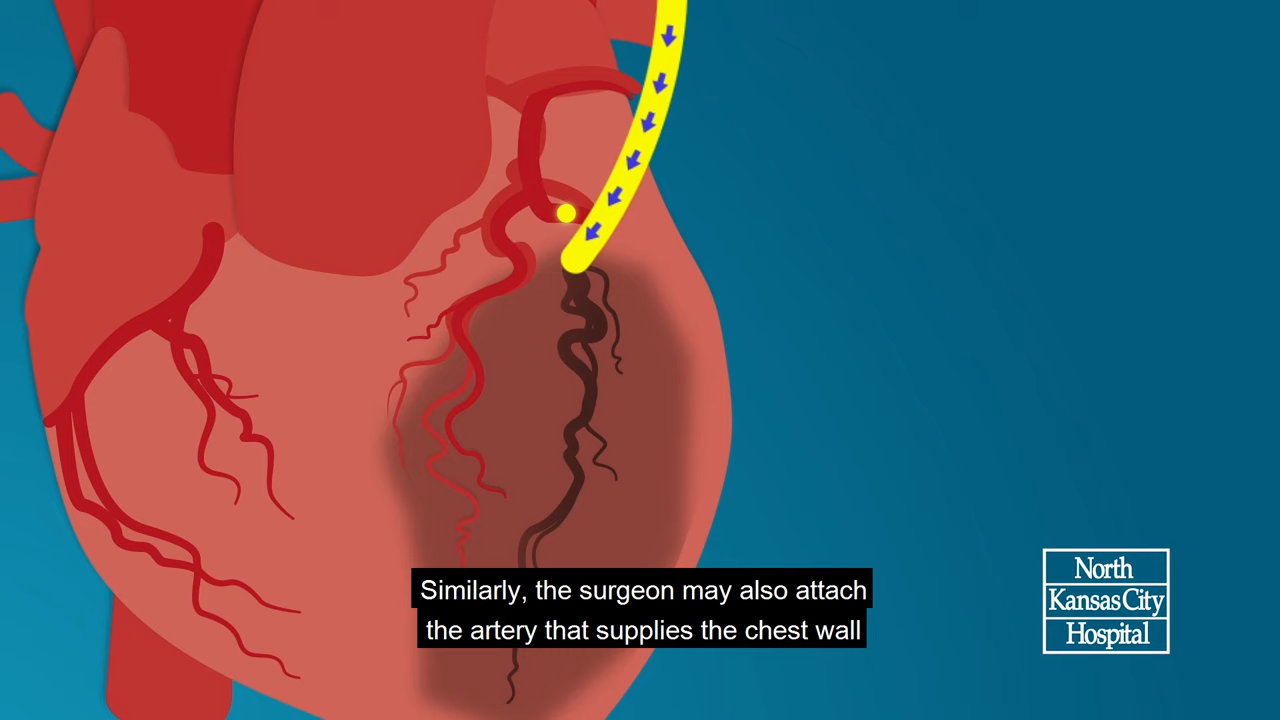 Similarly, the surgeon may also attach
the artery that supplies the chest wall
North
Kansas City
Hospital